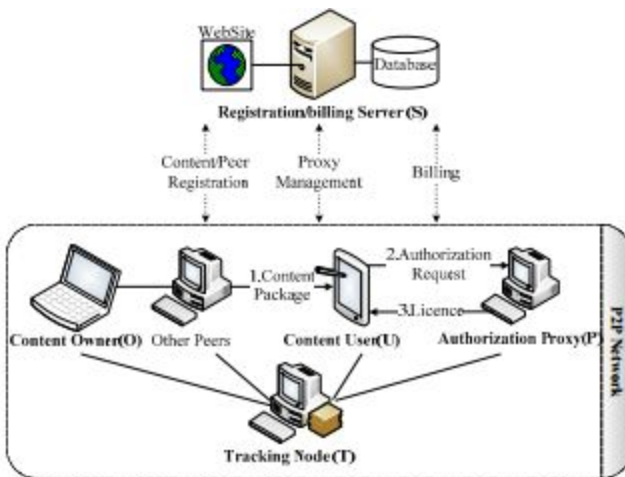 WebSite
Database
Registration/billing Server(S)
Content/Peer
Registration
Proxy
Management
Billing
1.Content
Package
2.Authorization
Request
3.Licence
Content Owner(O)
Other Peers
Content User(U)
Authorization Proxy(P)
Tracking Node(T)
P2P Network